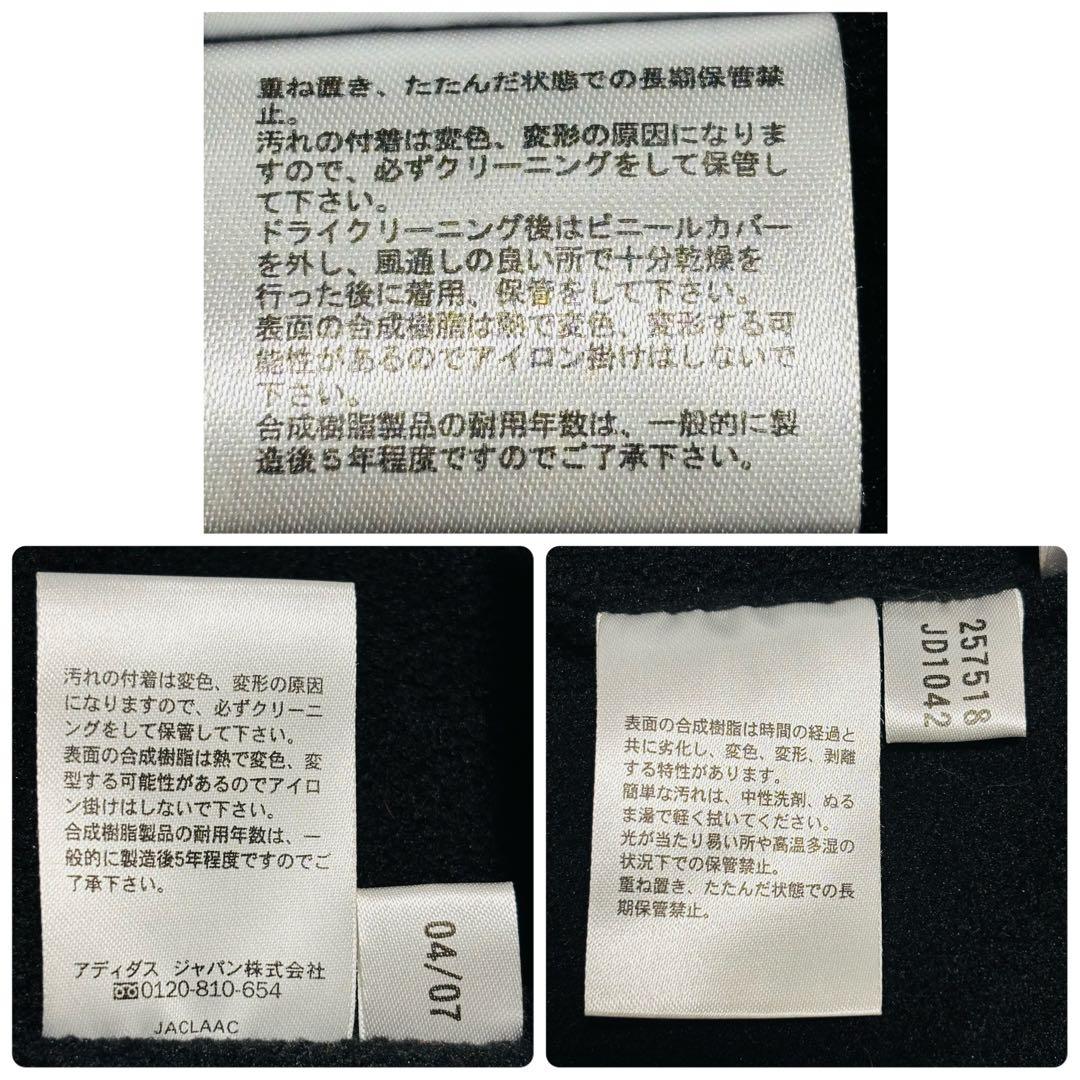 重ね置き、たたんだ状態での長期保管禁
止。
汚れの付着は変色、変形の原因になりま
すので、必ずクリーニングをして保管し
て下さい。
ドライクリーニング後はビニールカバー
を外し、風通しの良い所で十分乾燥を
行った後に着用、保管をして下さい。
表面の合成樹脂は熱で変色、変形する可
能性があるのでアイロン掛けはしないで
下さい。
合成樹脂製品の耐用年数は、一般的に製
造後5年程度ですのでご了承下さい。
汚れの付着は変色、変形の原因
になりますので、必ずクリーニ
ングをして保管して下さい。
表面の合成樹脂は熱で変色、変
型する可能性があるのでアイロ
ン掛けはしないで下さい。
合成樹脂製品の耐用年数は、一
般的に製造後5年程度ですのでご
了承下さい。
アディダス ジャパン株式会社
0120-810-654
JACLAAC
04/07
表面の合成樹脂は時間の経過と
共に劣化し、変色、変形、剥離
する特性があります。
簡単な汚れは、中性洗剤、ぬる
ま湯で軽く拭いてください。
光が当たり易い所や高温多湿の
状況下での保管禁止。
重ね置き、たたんだ状態での長
期保管禁止。
257518
JD1042